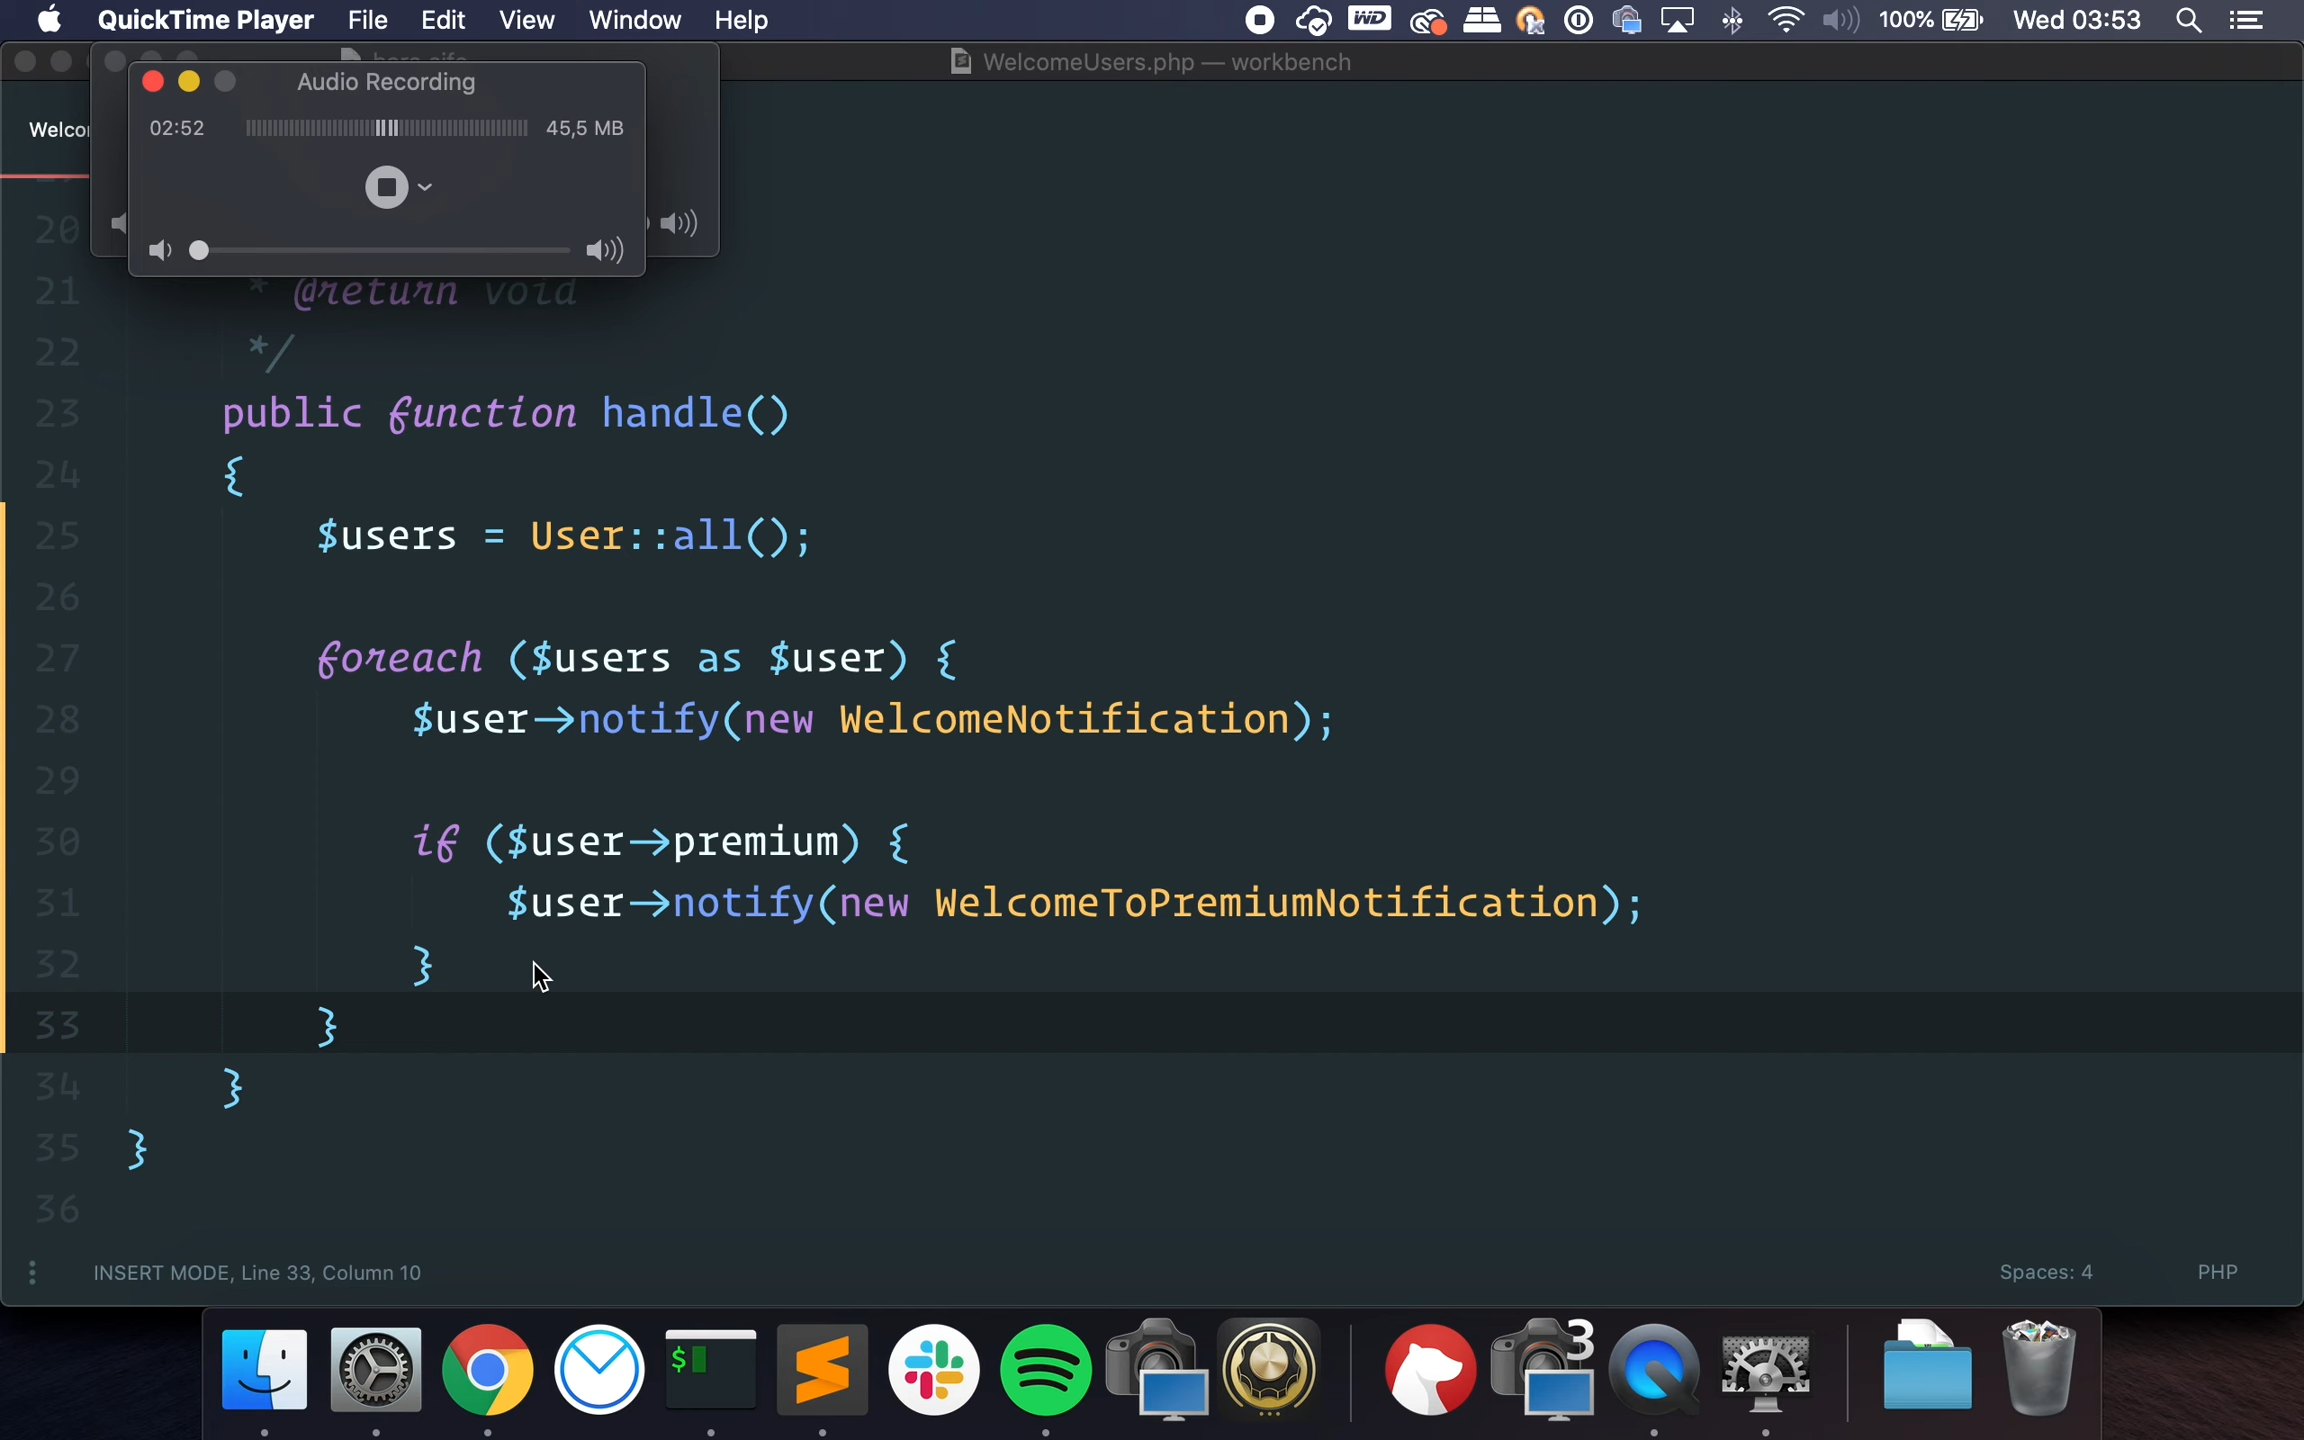 QuickTime Player File Edit View Window Help WD 100% Wed 03:53
WelcomeUsers.php — workbench
Audio Recording
02:52 45,5 MB
20
21 * @return void
22 */
23 public function handle()
24 {
25 $users = User::all();
26
27 foreach ($users as $user) {
28 $user->notify(new WelcomeNotification);
29
30 if ($user->premium) {
31 $user->notify(new WelcomeToPremiumNotification);
32 }
33 }
34 }
35 }
36
INSERT MODE, Line 33, Column 10 Spaces: 4 PHP
$ 3